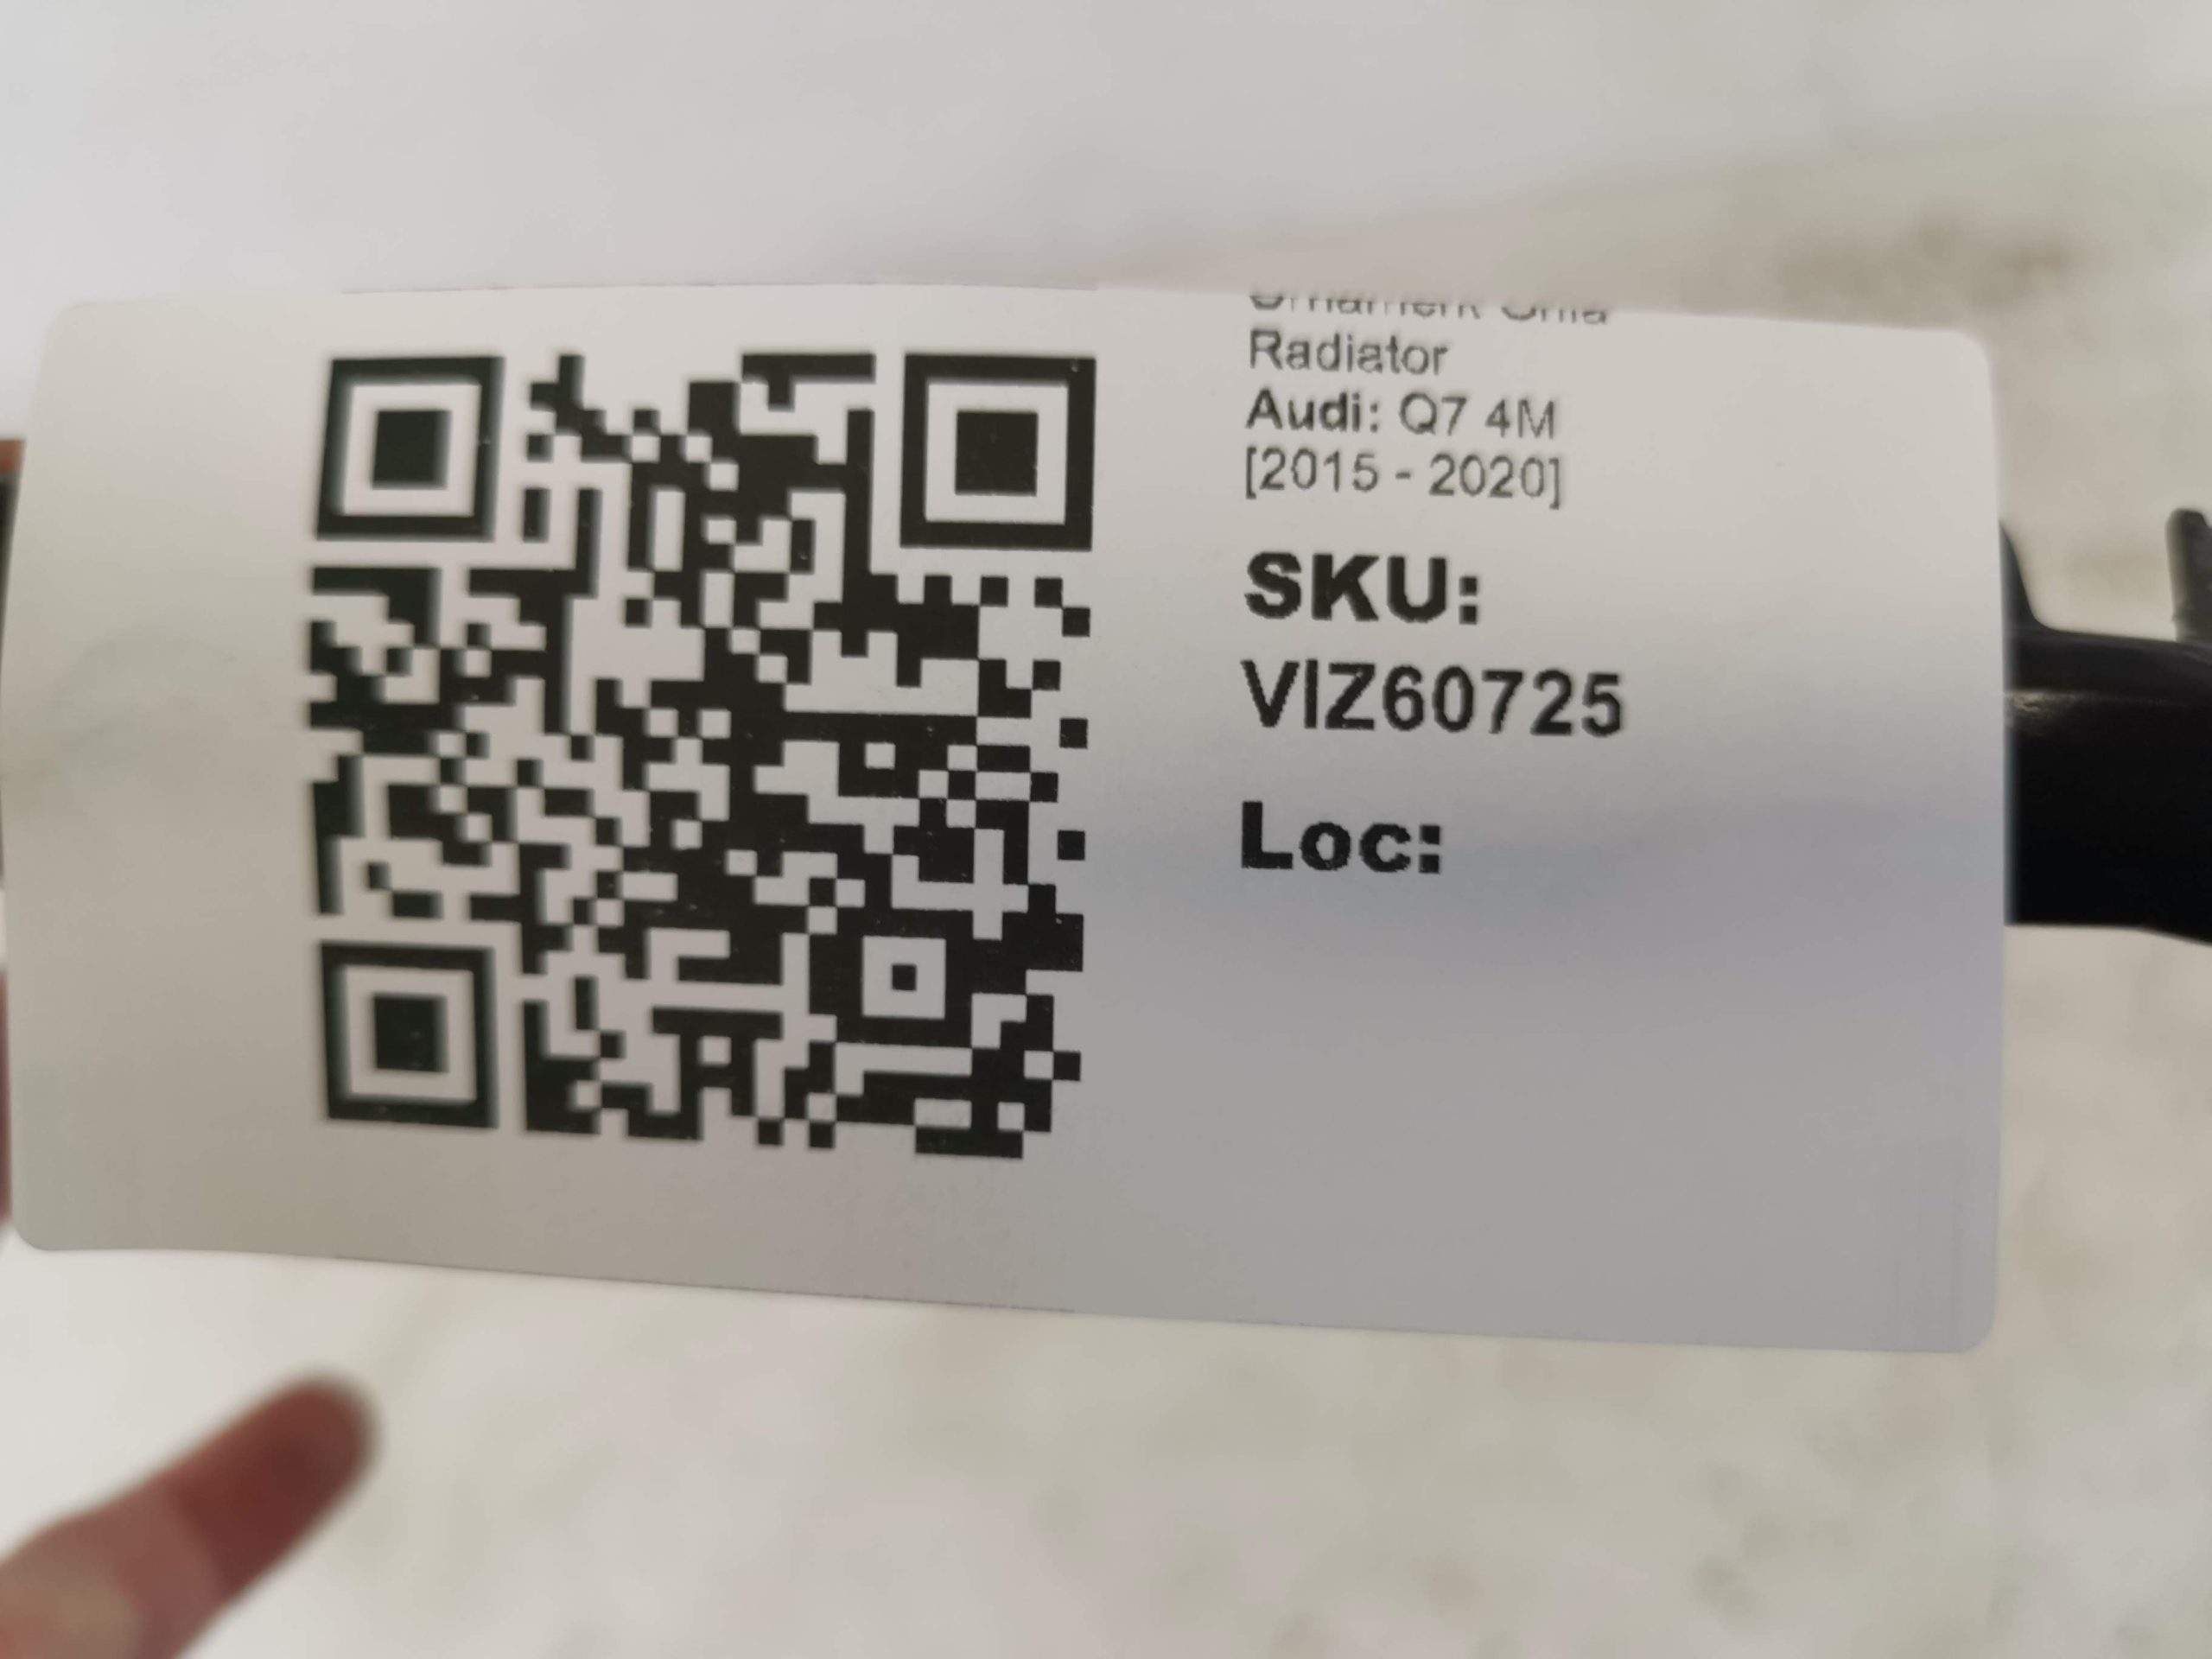 Radiator
Audi: Q7 4M
[2015 - 2020]
SKU:
VIZ60725
Loc: